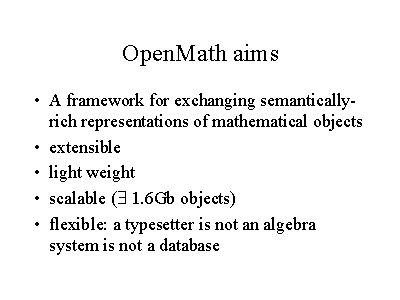 OpenMath aims
• A framework for exchanging semantically-
rich representations of mathematical objects
• extensible
• light weight
• scalable (∃ 1.6Gb objects)
• flexible: a typesetter is not an algebra
system is not a database